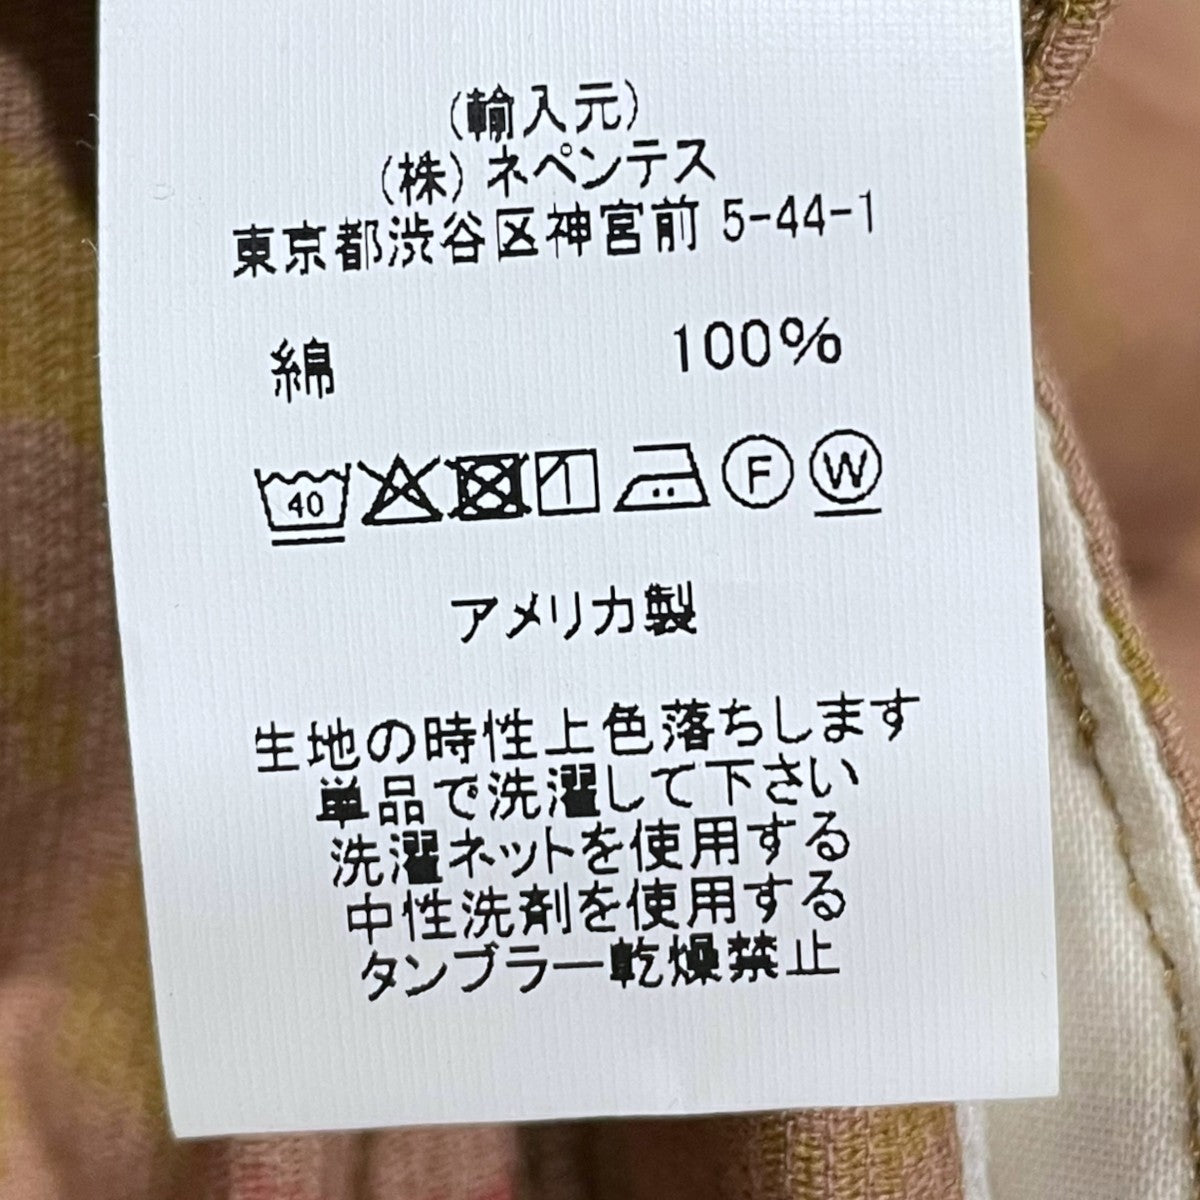 (輸入元)
(株) ネペンテス
東京都渋谷区神宮前 5-44-1
綿 100%
40 F W
アメリカ製
生地の時性上色落ちします
単品で洗濯して下さい
洗濯ネットを使用する
中性洗剤を使用する
タンブラー乾燥禁止